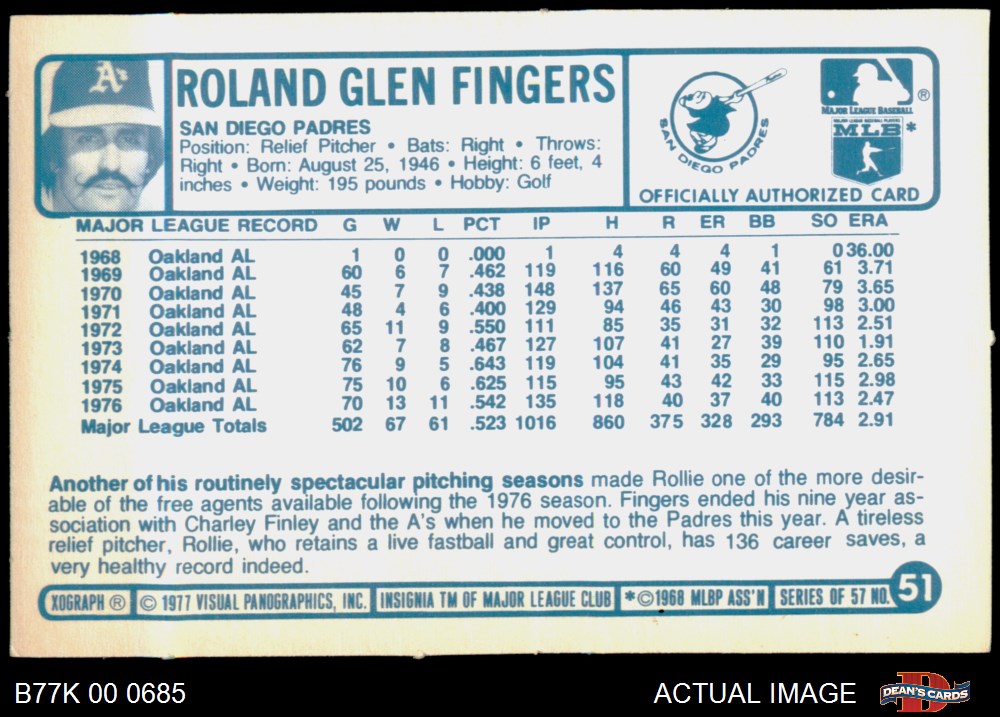 A's
ROLAND GLEN FINGERS
SAN DIEGO PADRES
Position: Relief Pitcher • Bats: Right • Throws:
Right • Born: August 25, 1946 • Height: 6 feet, 4
inches • Weight: 195 pounds • Hobby: Golf
SAN DIEGO PADRES
®
MAJOR LEAGUE BASEBALL
MLB*
OFFICIALLY AUTHORIZED CARD
MAJOR LEAGUE RECORD G W L PCT IP H R ER BB SO ERA
1968 Oakland AL 1 0 0 .000 1 4 4 4 1 0 36.00
1969 Oakland AL 60 6 7 .462 119 116 60 49 41 61 3.71
1970 Oakland AL 45 7 9 .438 148 137 65 60 48 79 3.65
1971 Oakland AL 48 4 6 .400 129 94 46 43 30 98 3.00
1972 Oakland AL 65 11 9 .550 111 85 35 31 32 113 2.51
1973 Oakland AL 62 7 8 .467 127 107 41 27 39 110 1.91
1974 Oakland AL 76 9 5 .643 119 104 41 35 29 95 2.65
1975 Oakland AL 75 10 6 .625 115 95 43 42 33 115 2.98
1976 Oakland AL 70 13 11 .542 135 118 40 37 40 113 2.47
Major League Totals 502 67 61 .523 1016 860 375 328 293 784 2.91
Another of his routinely spectacular pitching seasons made Rollie one of the more desir-
able of the free agents available following the 1976 season. Fingers ended his nine year as-
sociation with Charley Finley and the A's when he moved to the Padres this year. A tireless
relief pitcher, Rollie, who retains a live fastball and great control, has 136 career saves, a
very healthy record indeed.
XOGRAPH ® © 1977 VISUAL PANOGRAPHICS, INC. INSIGNIA TM OF MAJOR LEAGUE CLUB *©1968 MLBP ASS'N SERIES OF 57 NO. 51
B77K 00 0685 ACTUAL IMAGE DEAN'S CARDS